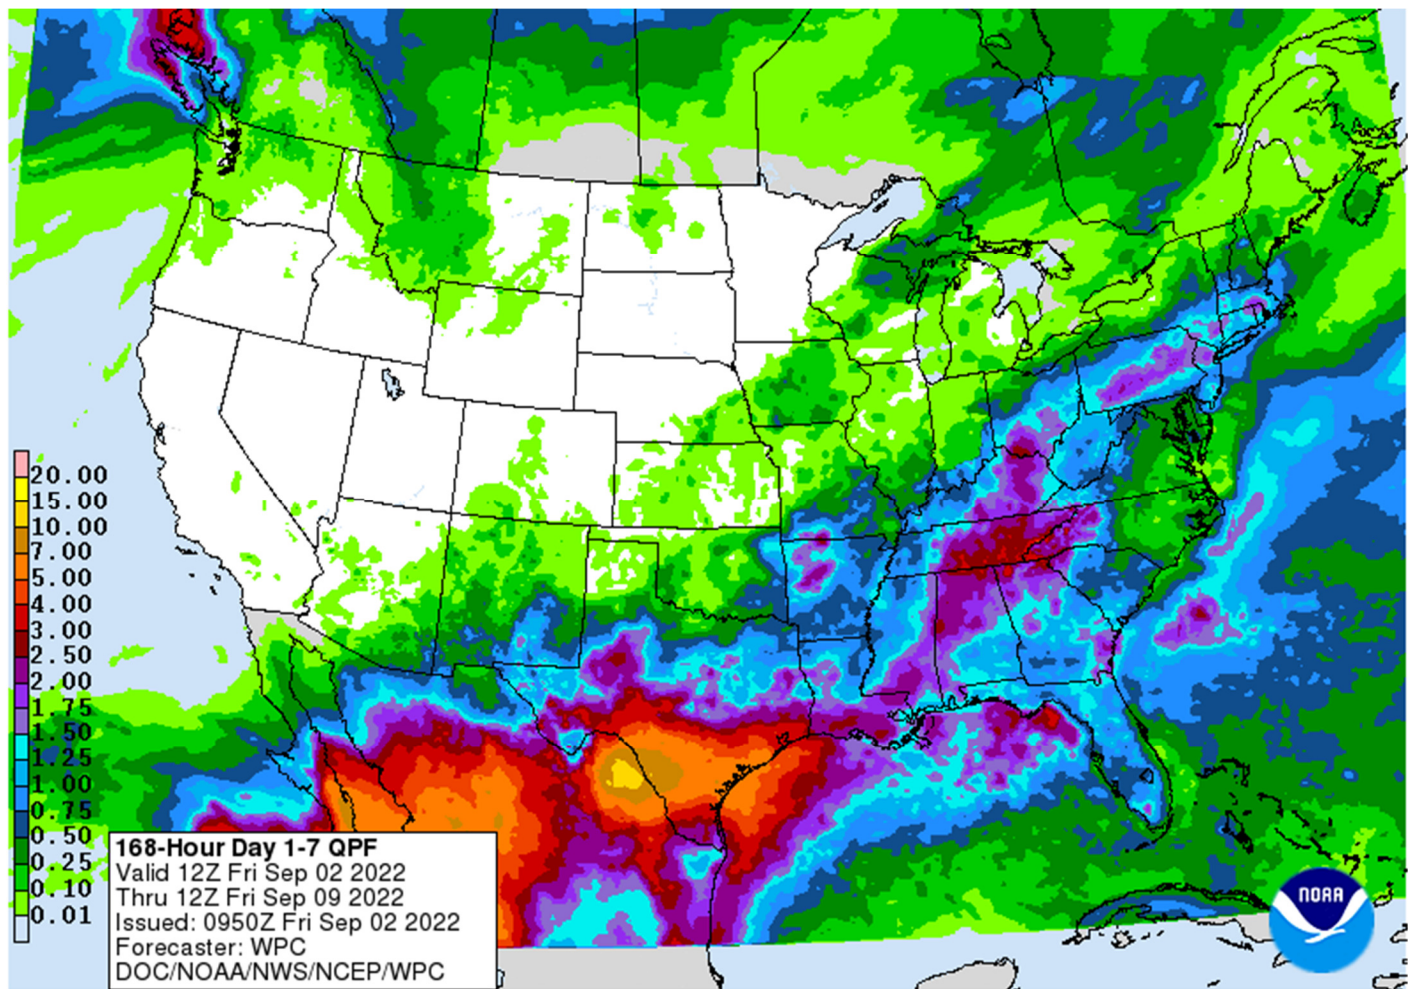 20.00
15.00
10.00
7.00
5.00
4.00
3.00
2.50
2.00
1.75
1.50
1.25
1.00
0.75
0.50
0.25
0.10
0.01
168-Hour Day 1-7 QPF
Valid 12Z Fri Sep 02 2022
Thru 12Z Fri Sep 09 2022
Issued: 0950Z Fri Sep 02 2022
Forecaster: WPC
DOC/NOAA/NWS/NCEP/WPC
NOAA